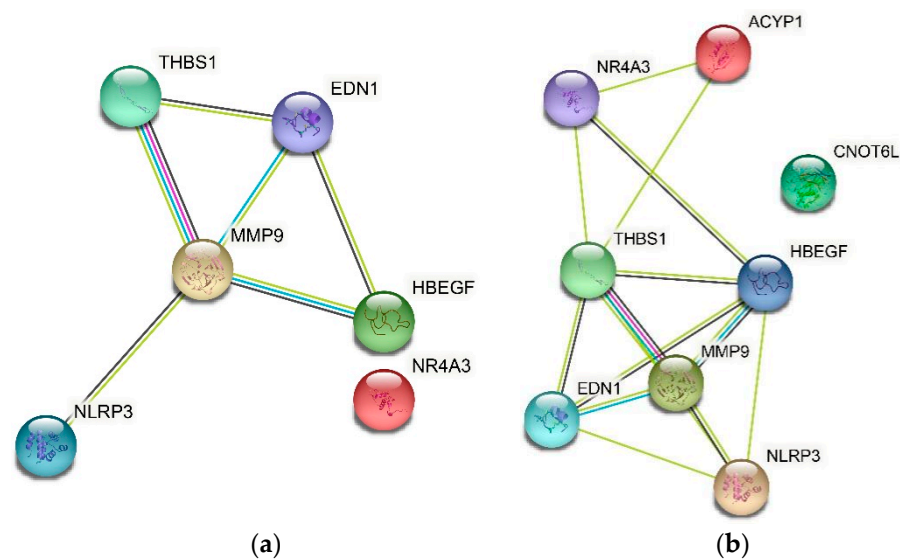 THBS1
EDN1
MMP9
HBEGF
NR4A3
NLRP3
(a)
ACYP1
NR4A3
CNOT6L
THBS1
HBEGF
MMP9
EDN1
NLRP3
(b)